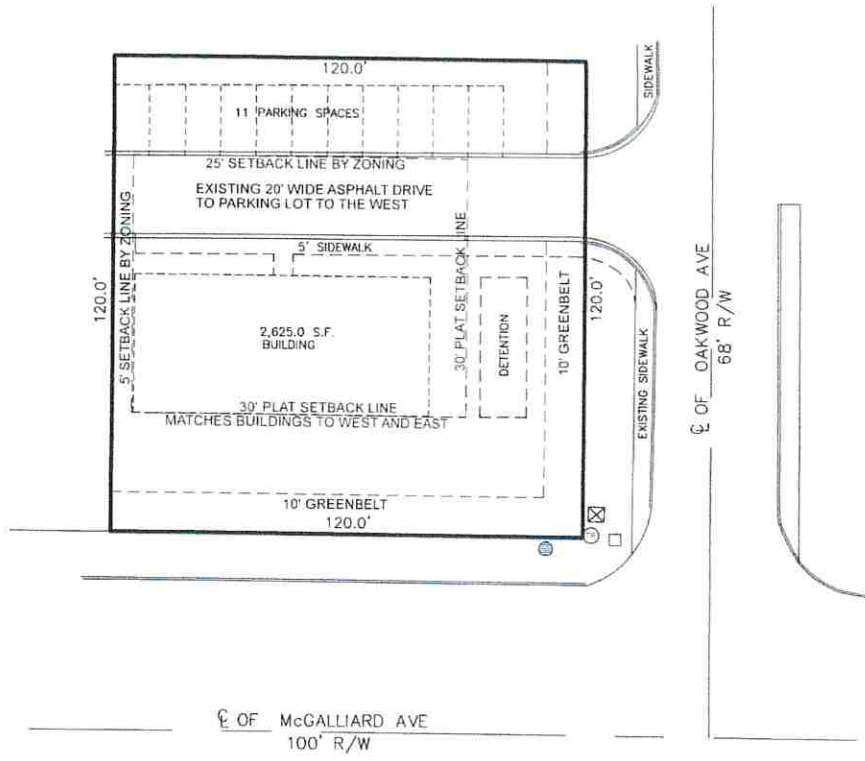 120.0'
SIDEWALK
11 PARKING SPACES
25' SETBACK LINE BY ZONING
EXISTING 20' WIDE ASPHALT DRIVE
TO PARKING LOT TO THE WEST
5' SETBACK LINE BY ZONING
5' SIDEWALK
30' PLAT SETBACK LINE
120.0'
120.0'
10' GREENBELT
DETENTION
2,625.0 S.F.
BUILDING
30' PLAT SETBACK LINE
MATCHES BUILDINGS TO WEST AND EAST
EXISTING SIDEWALK
℄ OF OAKWOOD AVE
68' R/W
10' GREENBELT
120.0'
℄ OF McGALLIARD AVE
100' R/W